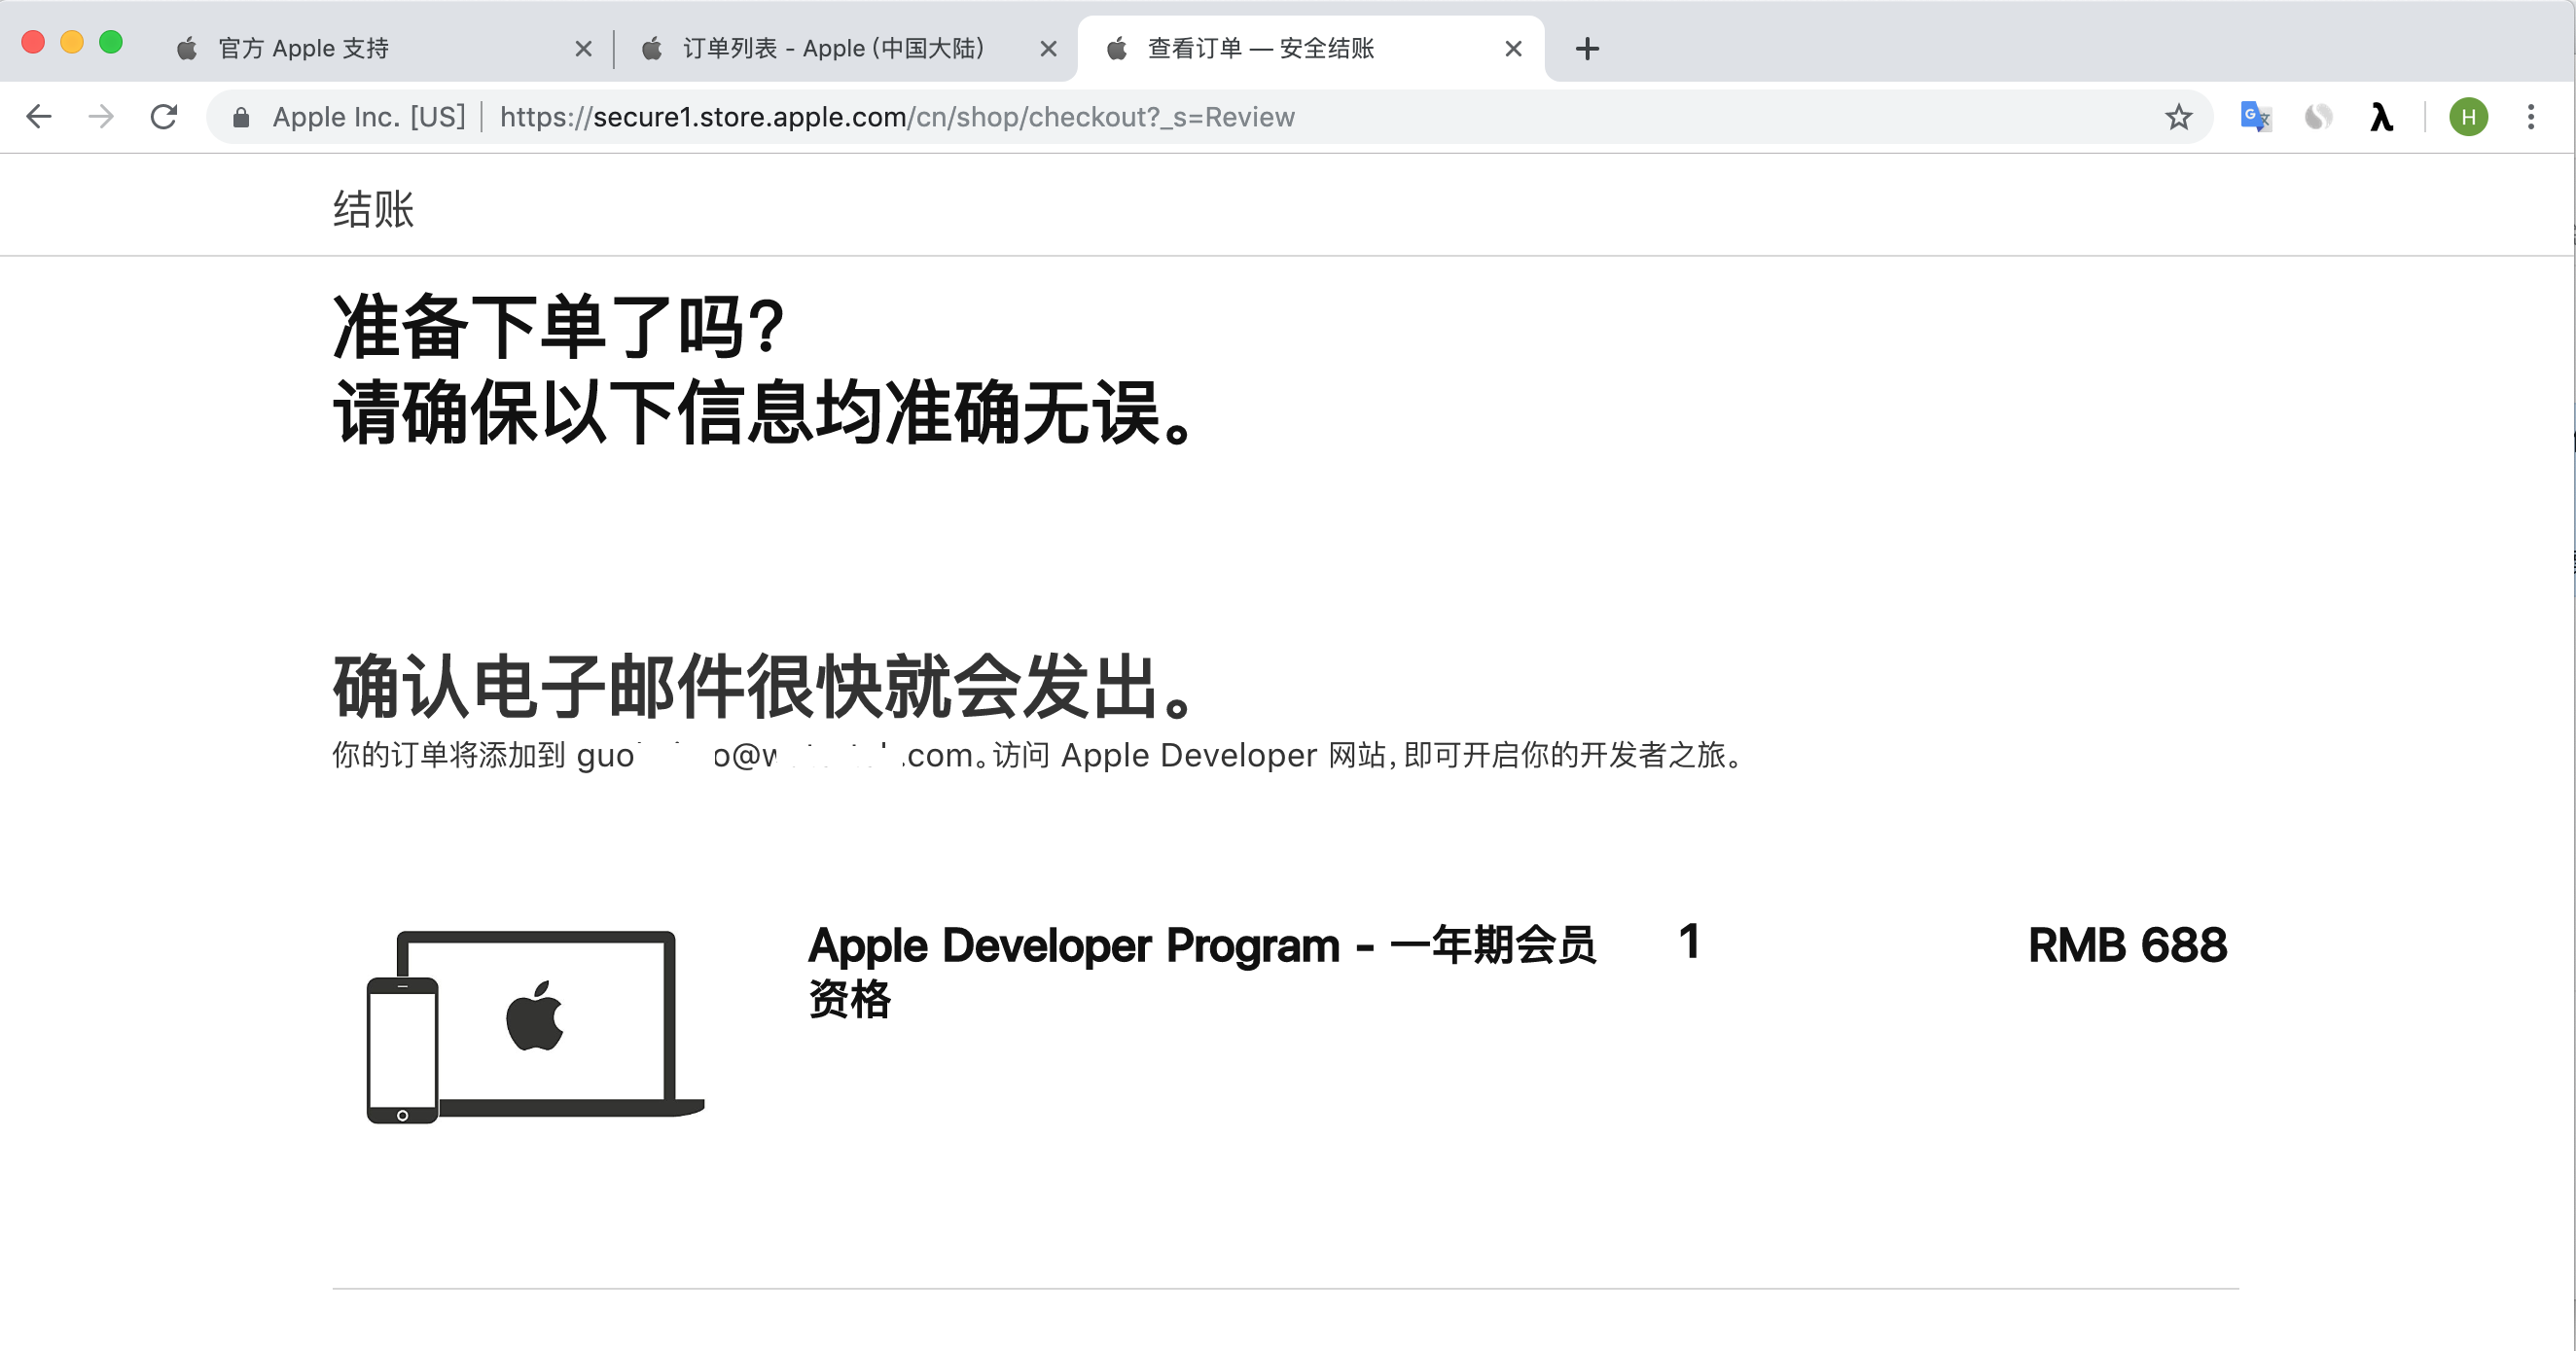 官方 Apple 支持
订单列表 - Apple (中国大陆)
查看订单 — 安全结账
Apple Inc. [US] | https://secure1.store.apple.com/cn/shop/checkout?_s=Review
H
结账
准备下单了吗?
请确保以下信息均准确无误。
确认电子邮件很快就会发出。
你的订单将添加到 guo o@w .com。访问 Apple Developer 网站,即可开启你的开发者之旅。
Apple Developer Program - 一年期会员 1 RMB 688
资格